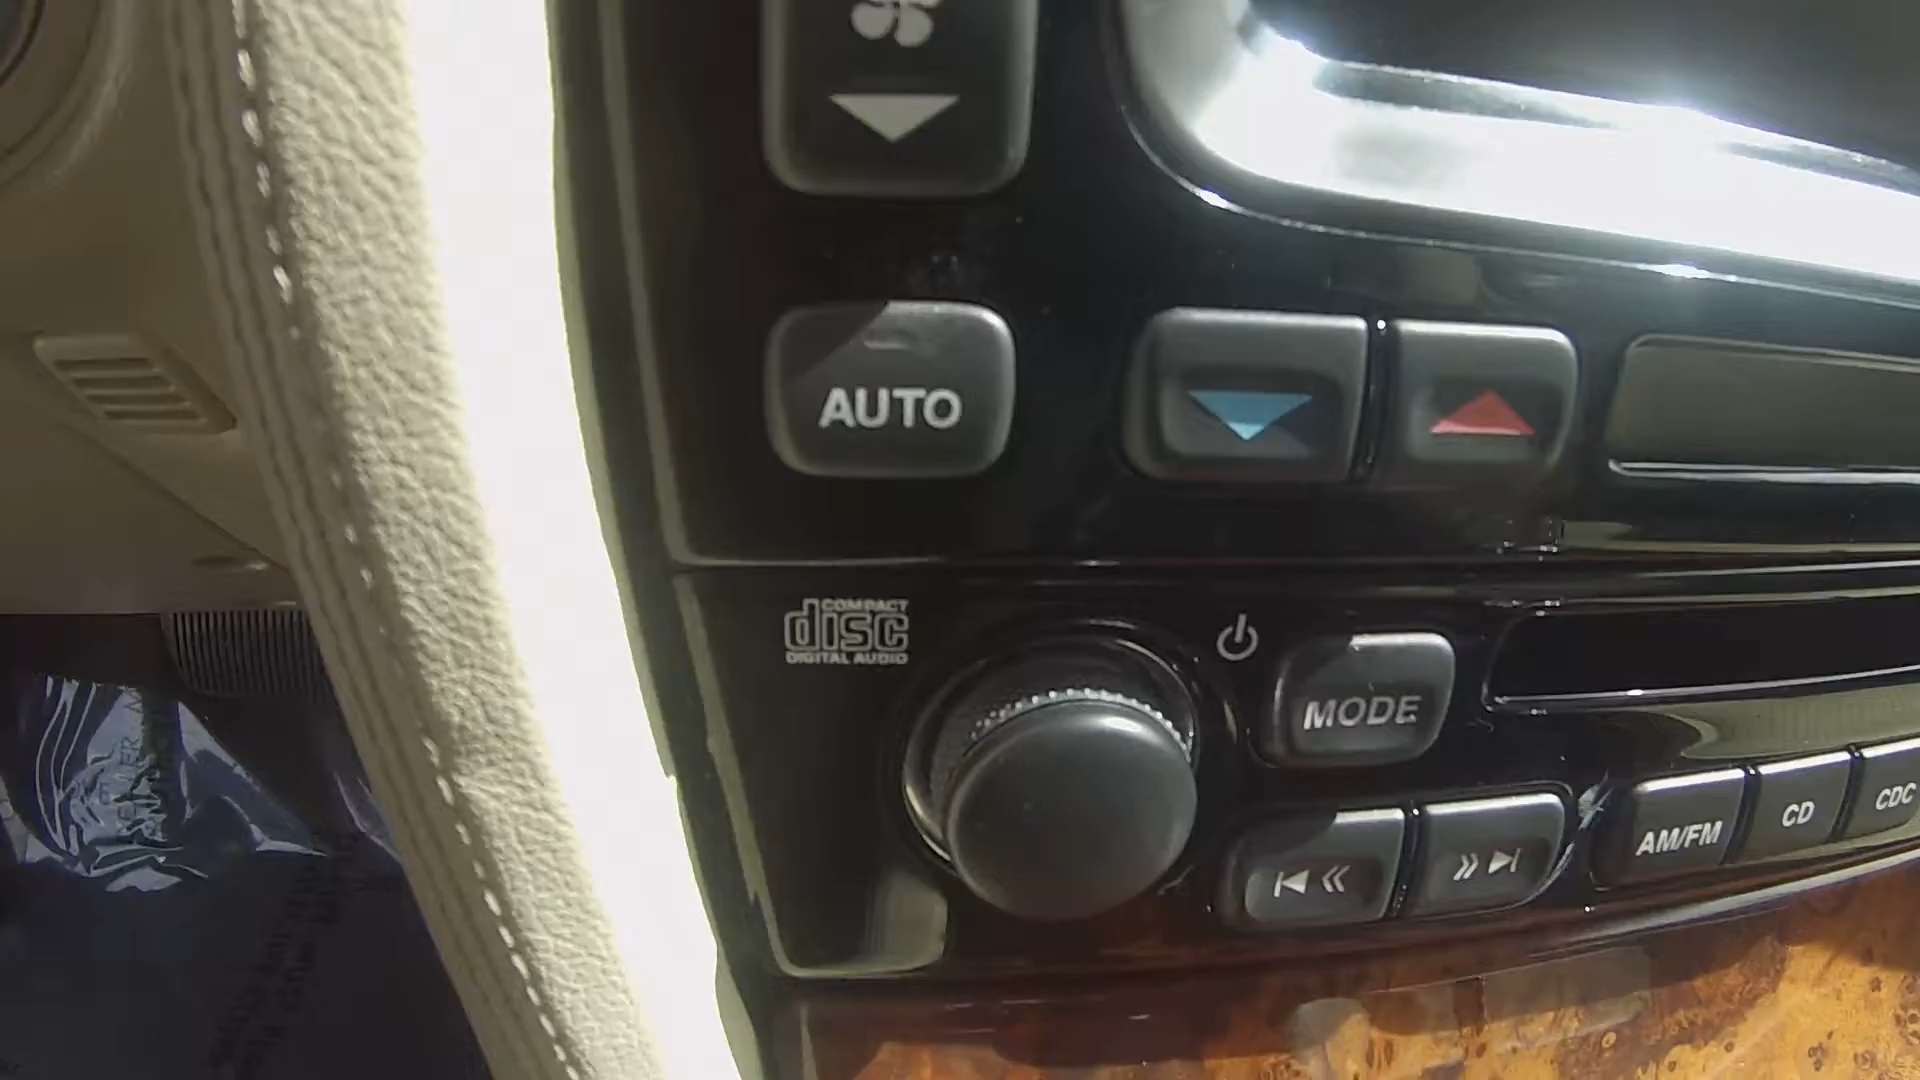 AUTO
COMPACT
disc
DIGITAL AUDIO
MODE
AM/FM
CD
CDC